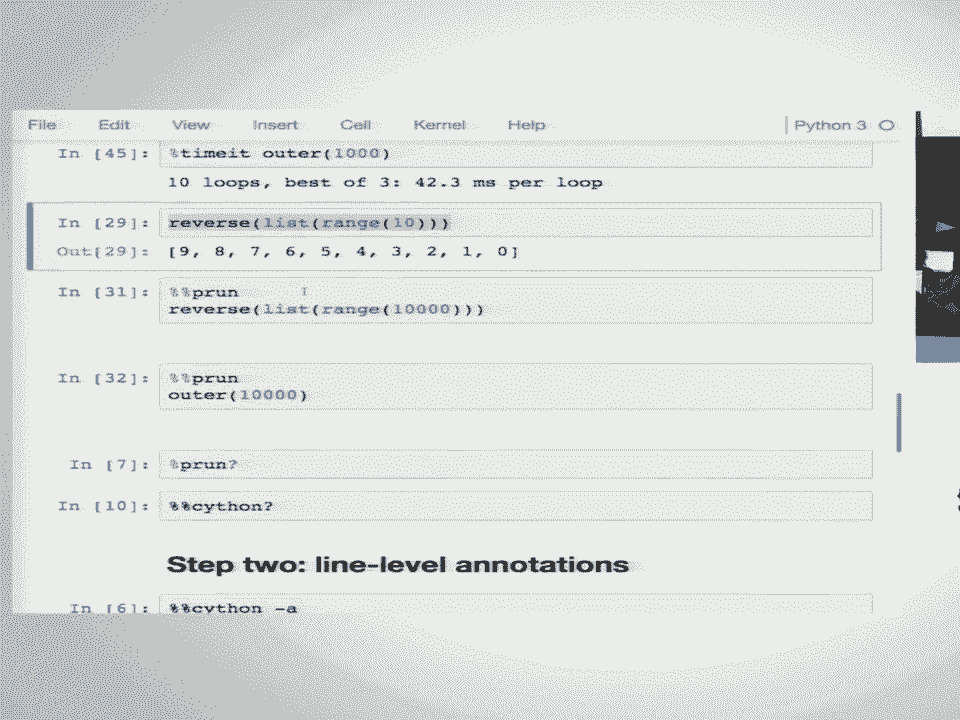 File Edit View Insert Cell Kernel Help Python 3
In [45]: %timeit outer(1000)
10 loops, best of 3: 42.3 ms per loop
In [29]: reverse(list(range(10)))
Out[29]: [9, 8, 7, 6, 5, 4, 3, 2, 1, 0]
In [31]: %%prun
reverse(list(range(10000)))
In [32]: %%prun
outer(10000)
In [7]: %prun?
In [10]: %%cython?
Step two: line-level annotations
In [6]: %%cython -a